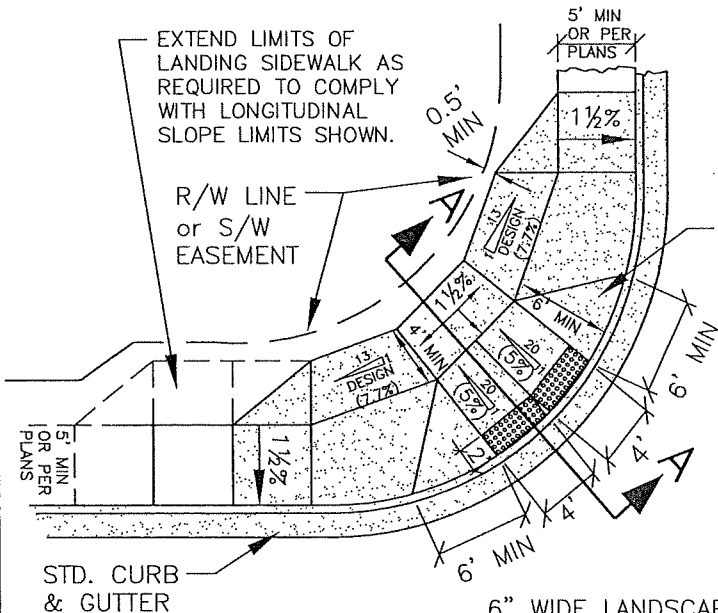 5' MIN
OR PER
PLANS
EXTEND LIMITS OF
LANDING SIDEWALK AS
REQUIRED TO COMPLY
WITH LONGITUDINAL
SLOPE LIMITS SHOWN.
0.5'
MIN
1½%
R/W LINE
or S/W
EASEMENT
A
13
1
DESIGN
(7.7%)
1½%
6' MIN
4' MIN
20
1
(5%)
20
1
(5%)
13
1
DESIGN
(7.7%)
6' MIN
5' MIN
OR PER
PLANS
1½%
2'
4'
4'
A
6' MIN
STD. CURB
& GUTTER
6" WIDE LANDSCAP